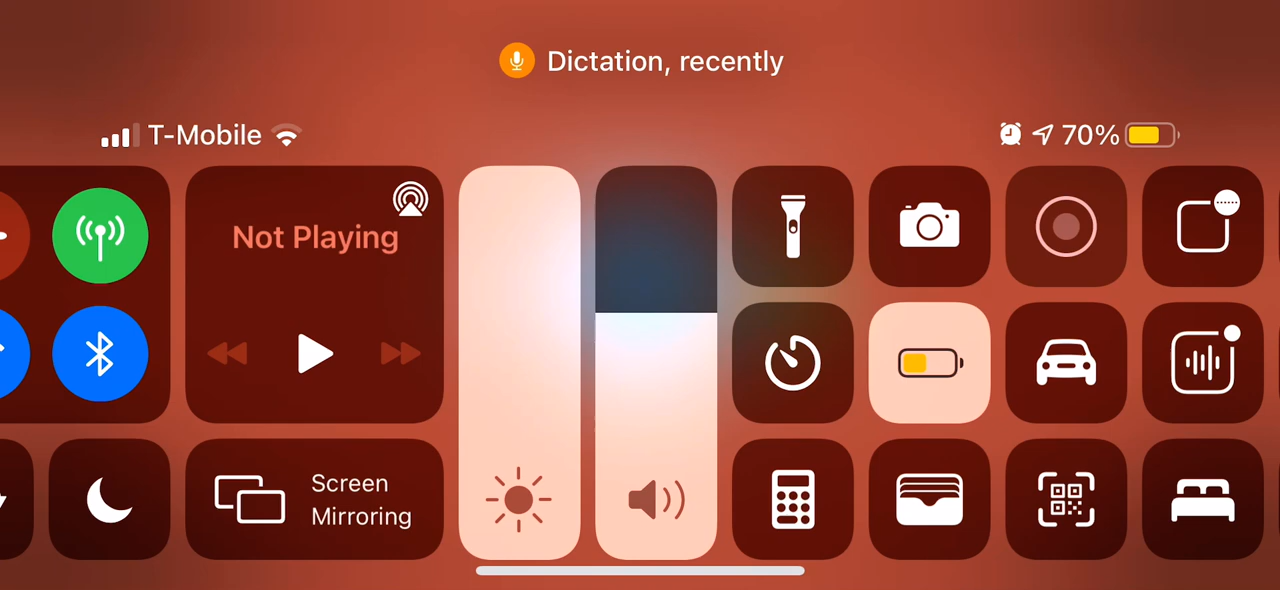 Dictation, recently
T-Mobile
70%
Not Playing
Screen
Mirroring